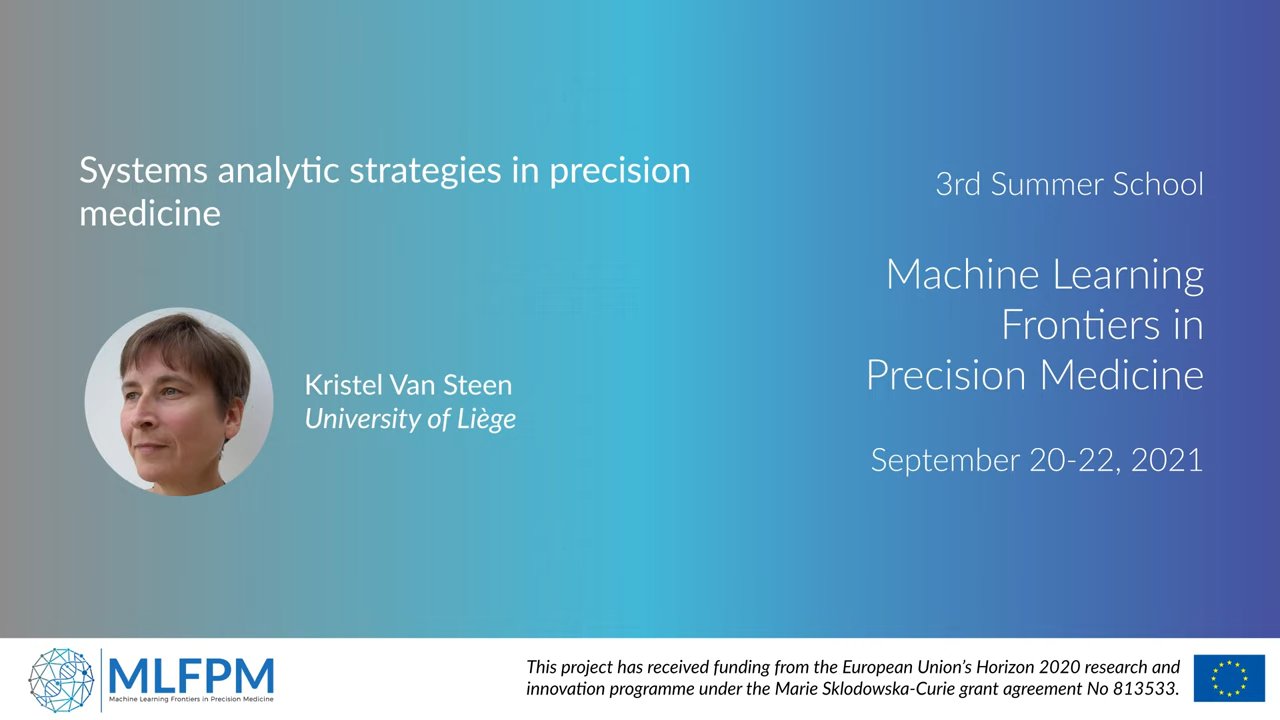 Systems analytic strategies in precision
medicine
Kristel Van Steen
University of Liège
3rd Summer School
Machine Learning
Frontiers in
Precision Medicine
September 20-22, 2021
MLFPM
Machine Learning Frontiers in Precision Medicine
This project has received funding from the European Union’s Horizon 2020 research and
innovation programme under the Marie Sklodowska-Curie grant agreement No 813533.